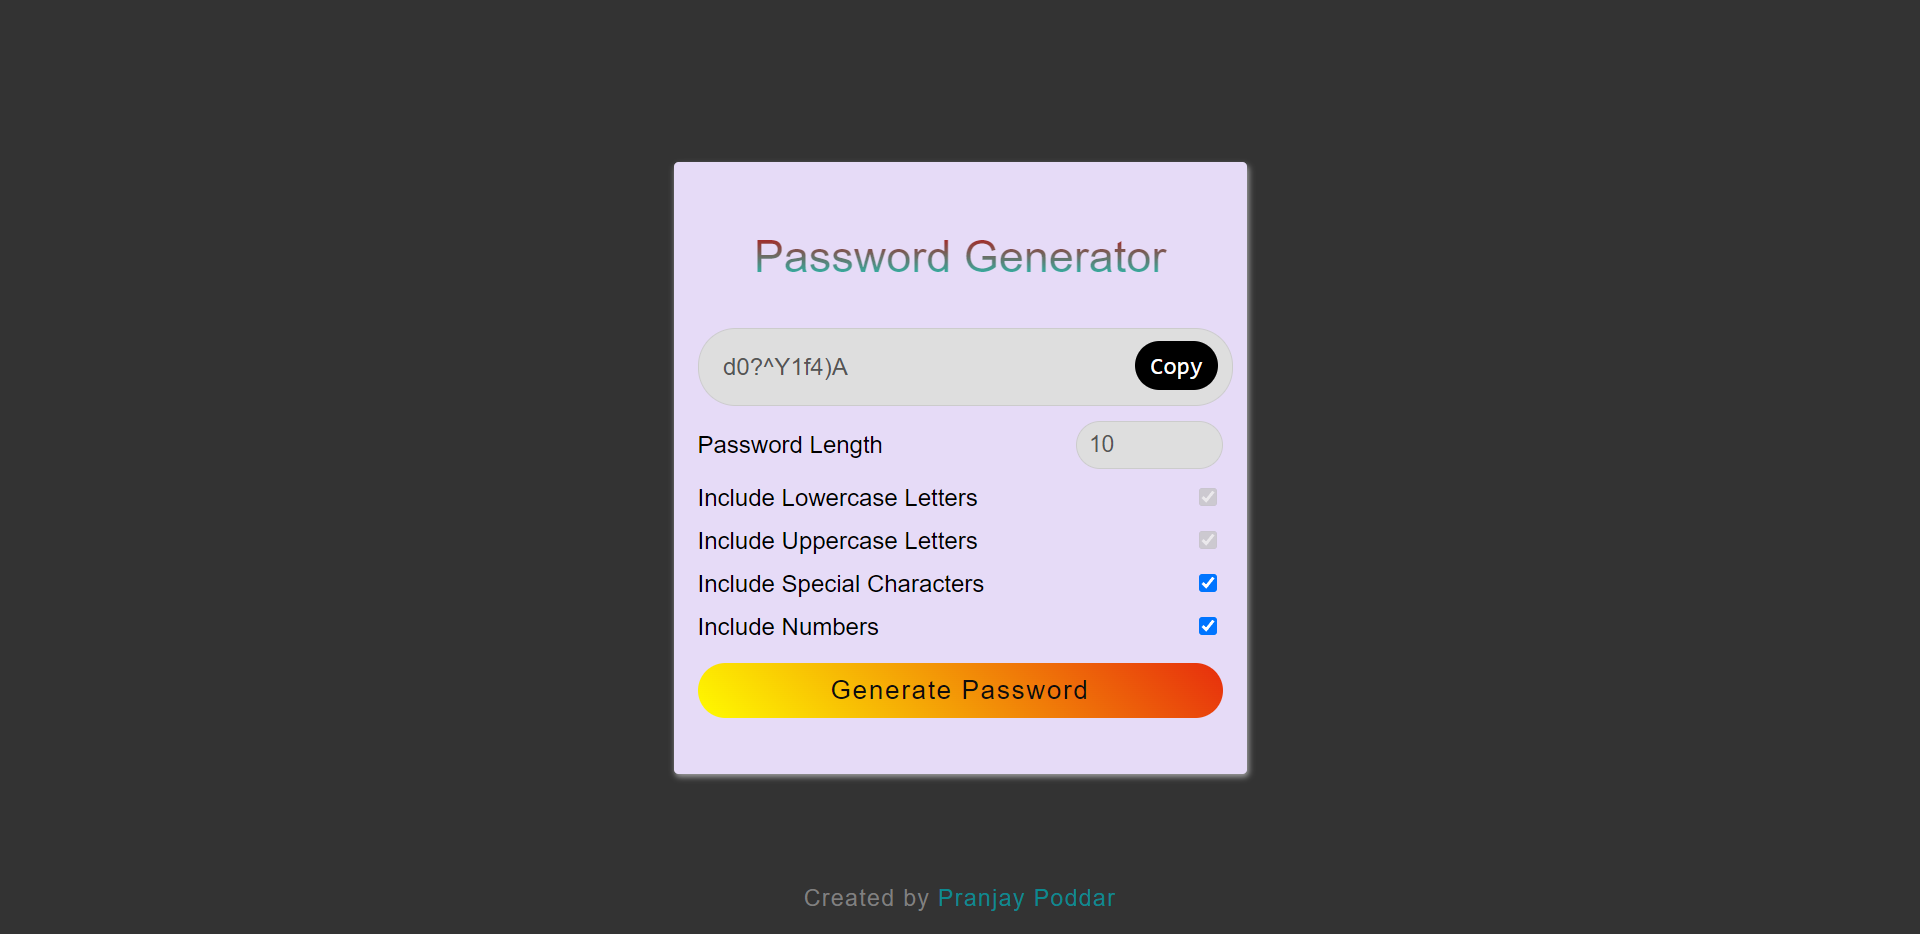 Password Generator
d0?^Y1f4)A Copy
Password Length 10
Include Lowercase Letters
Include Uppercase Letters
Include Special Characters
Include Numbers
Generate Password
Created by Pranjay Poddar